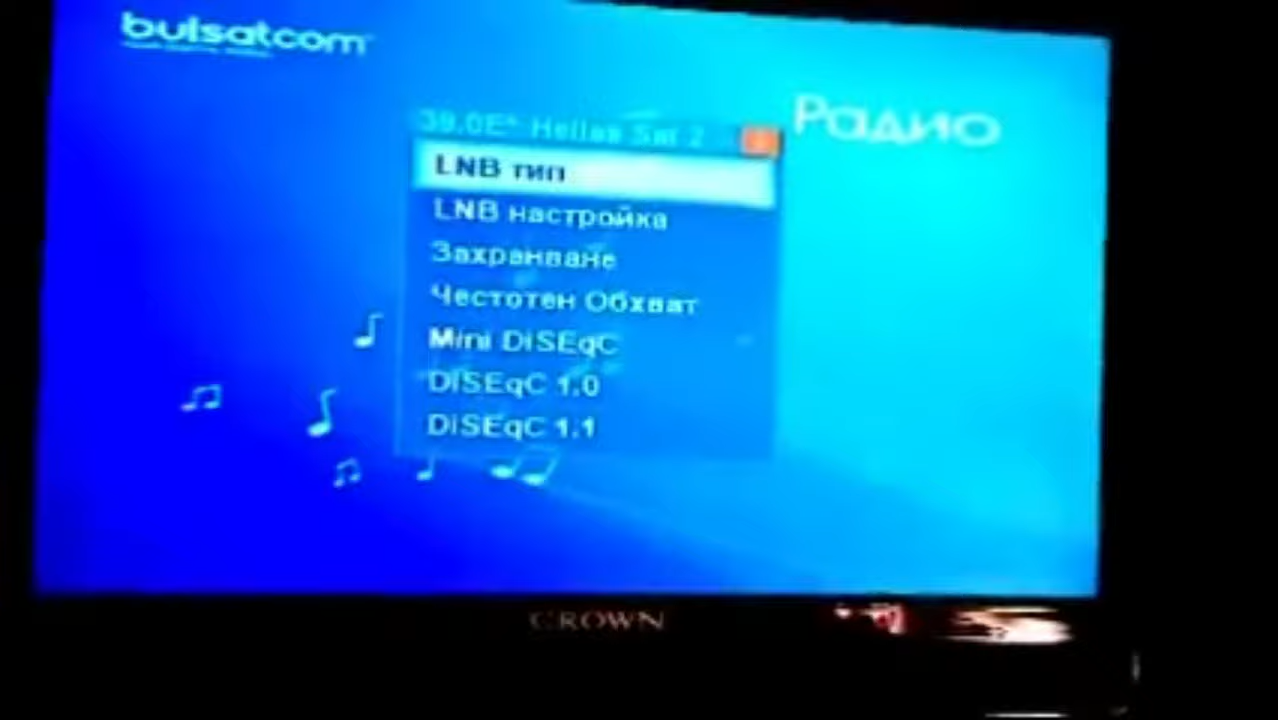 bulsatcom
Радио
39.0E° Hellas Sat 2
LNB тип
LNB настройка
Захранване
Честотен Обхват
Mini DiSEqC
DiSEqC 1.0
DiSEqC 1.1
CROWN